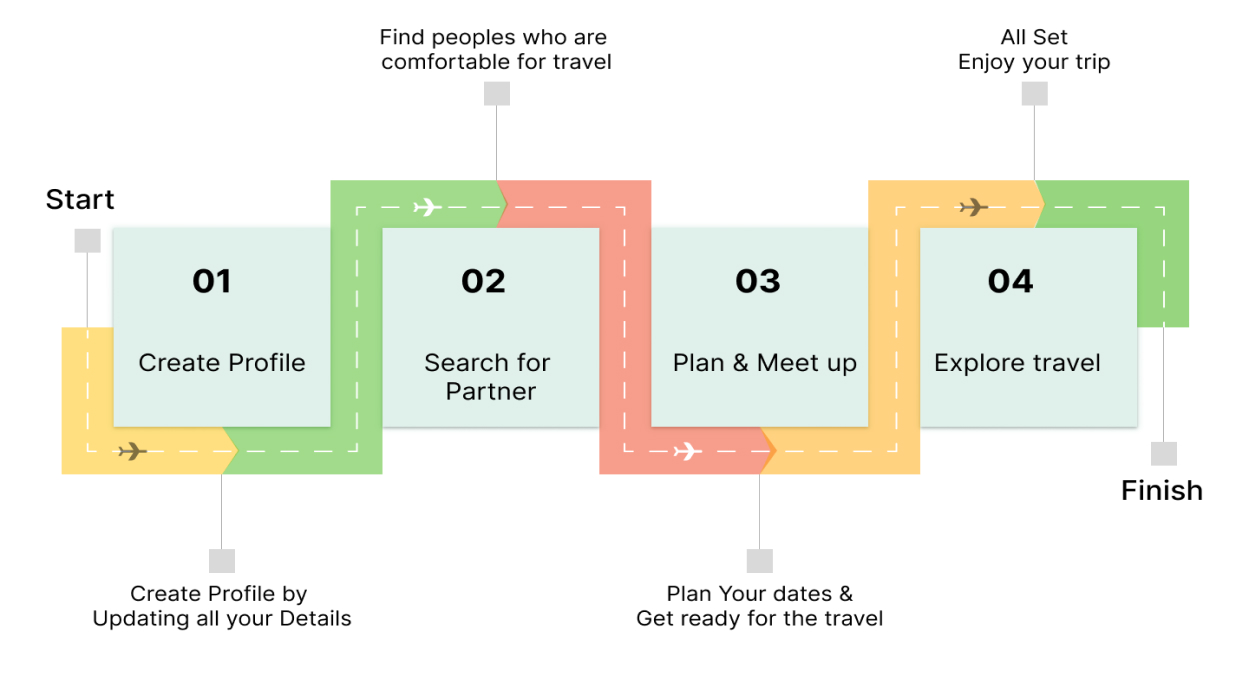 Find peoples who are
comfortable for travel
All Set
Enjoy your trip
Start
01
Create Profile
02
Search for
Partner
03
Plan & Meet up
04
Explore travel
Finish
Create Profile by
Updating all your Details
Plan Your dates &
Get ready for the travel